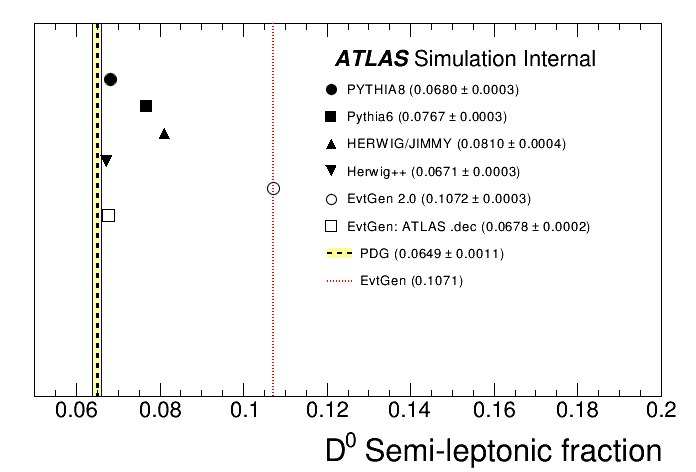 ATLAS Simulation Internal
PYTHIA8 (0.0680 ± 0.0003)
Pythia6 (0.0767 ± 0.0003)
HERWIG/JIMMY (0.0810 ± 0.0004)
Herwig++ (0.0671 ± 0.0003)
EvtGen 2.0 (0.1072 ± 0.0003)
EvtGen: ATLAS .dec (0.0678 ± 0.0002)
PDG (0.0649 ± 0.0011)
EvtGen (0.1071)
0.06 0.08 0.1 0.12 0.14 0.16 0.18 0.2
D⁰ Semi-leptonic fraction